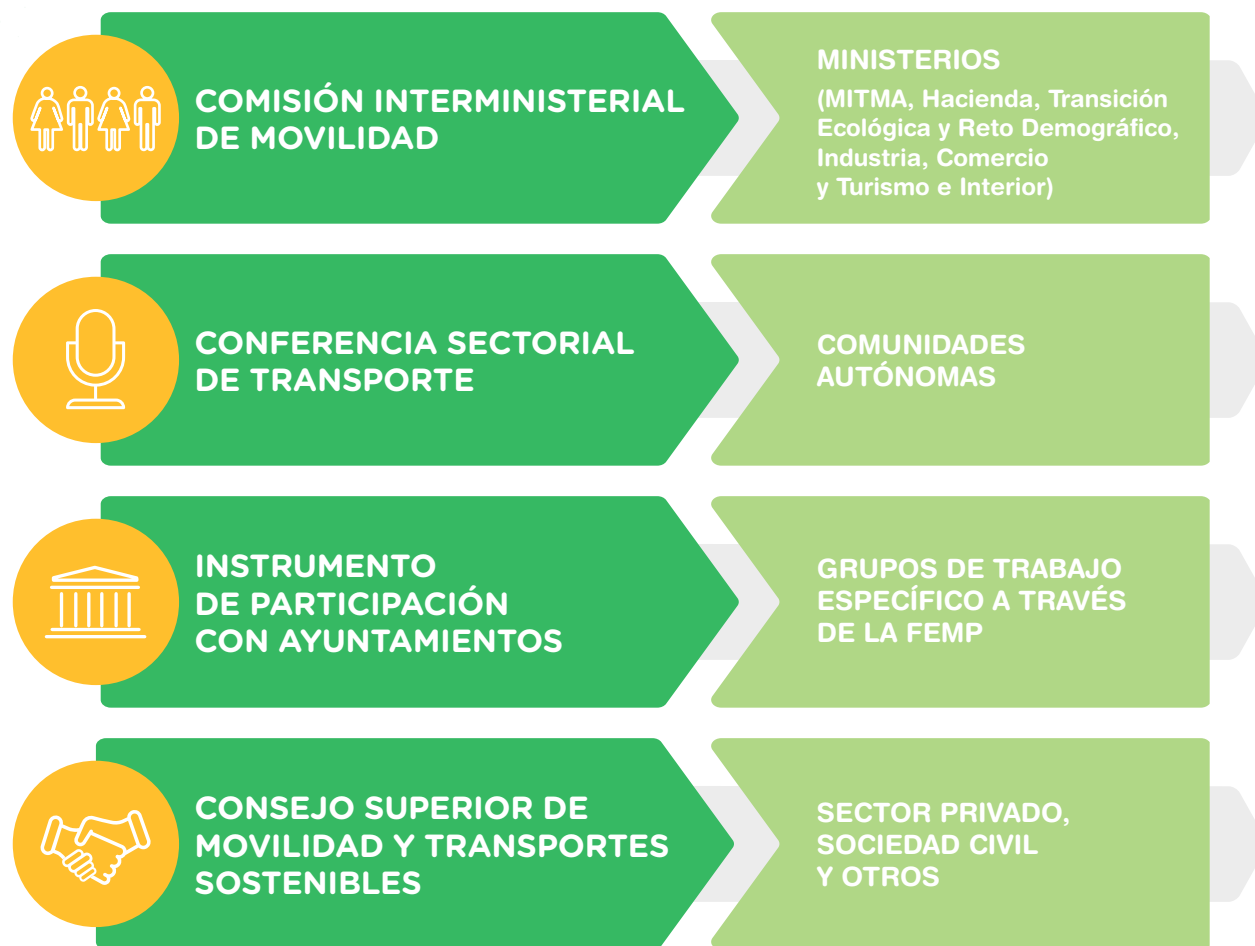 COMISIÓN INTERMINISTERIAL
DE MOVILIDAD
MINISTERIOS
(MITMA, Hacienda, Transición
Ecológica y Reto Demográfico,
Industria, Comercio
y Turismo e Interior)
CONFERENCIA SECTORIAL
DE TRANSPORTE
COMUNIDADES
AUTÓNOMAS
INSTRUMENTO
DE PARTICIPACIÓN
CON AYUNTAMIENTOS
GRUPOS DE TRABAJO
ESPECÍFICO A TRAVÉS
DE LA FEMP
CONSEJO SUPERIOR DE
MOVILIDAD Y TRANSPORTES
SOSTENIBLES
SECTOR PRIVADO,
SOCIEDAD CIVIL
Y OTROS